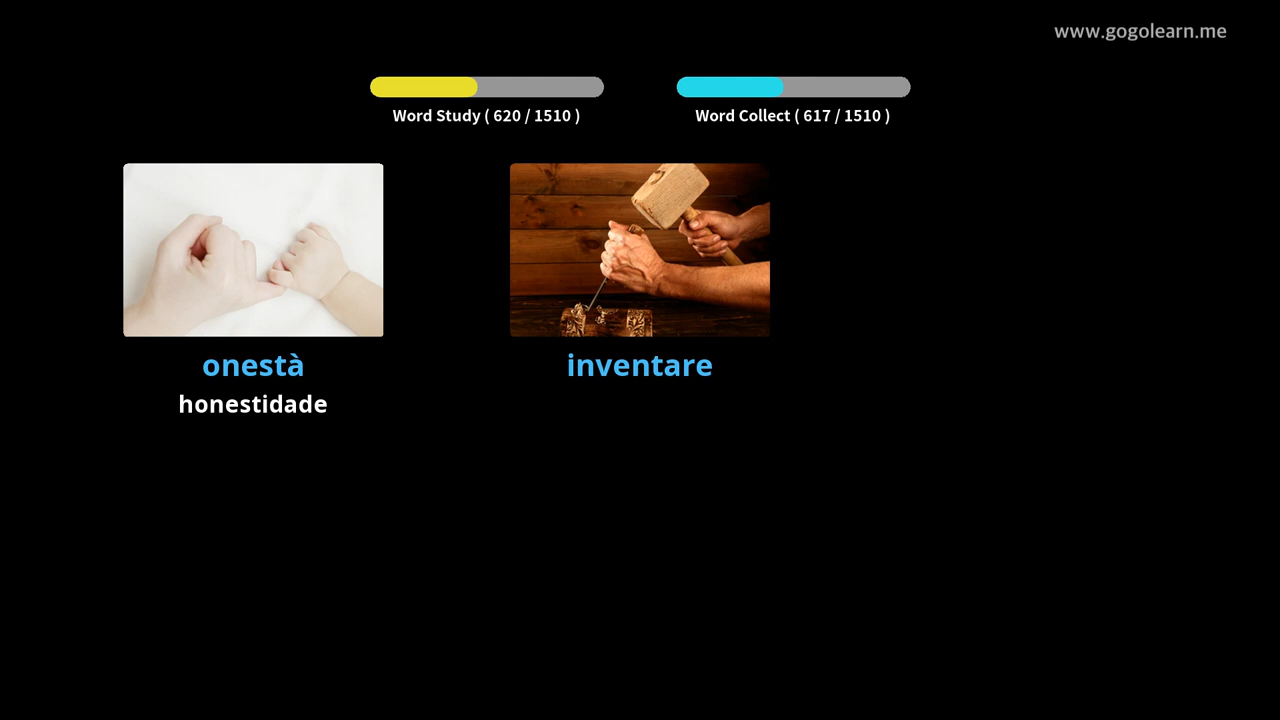 www.gogolearn.me
Word Study ( 620 / 1510 )
Word Collect ( 617 / 1510 )
onestà
honestidade
inventare